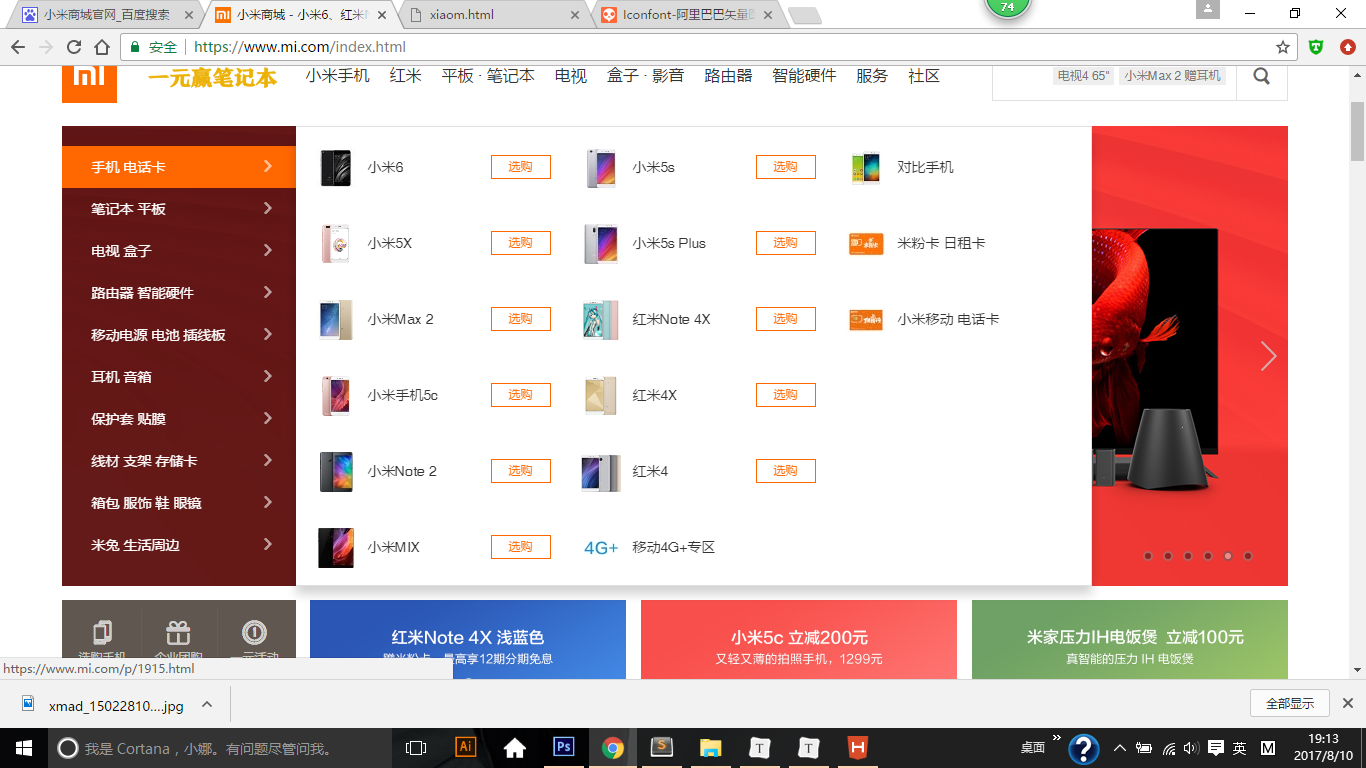 小米商城官网_百度搜索
小米商城 - 小米6、红米N
xiaom.html
Iconfont-阿里巴巴矢量
74
安全
https://www.mi.com/index.html
mi
一元赢笔记本
小米手机 红米 平板 · 笔记本 电视 盒子 · 影音 路由器 智能硬件 服务 社区
电视4 65" 小米Max 2 赠耳机
手机 电话卡
笔记本 平板
电视 盒子
路由器 智能硬件
移动电源 电池 插线板
耳机 音箱
保护套 贴膜
线材 支架 存储卡
箱包 服饰 鞋 眼镜
米兔 生活周边
小米6 选购 小米5s 选购 对比手机
小米5X 选购 小米5s Plus 选购 米粉卡 日租卡
小米Max 2 选购 红米Note 4X 选购 小米移动 电话卡
小米手机5c 选购 红米4X 选购
小米Note 2 选购 红米4 选购
小米MIX 选购 4G+ 移动4G+专区
选购手机 企业团购 一元活动
红米Note 4X 浅蓝色
赠米粉卡，最高享12期分期免息
小米5c 立减200元
又轻又薄的拍照手机，1299元
米家压力IH电饭煲 立减100元
真智能的压力 IH 电饭煲
https://www.mi.com/p/1915.html
xmad_15022810....jpg
全部显示
我是 Cortana，小娜。有问题尽管问我。
Ai
Ps
S
T
T
H
桌面
英
M
19:13
2017/8/10